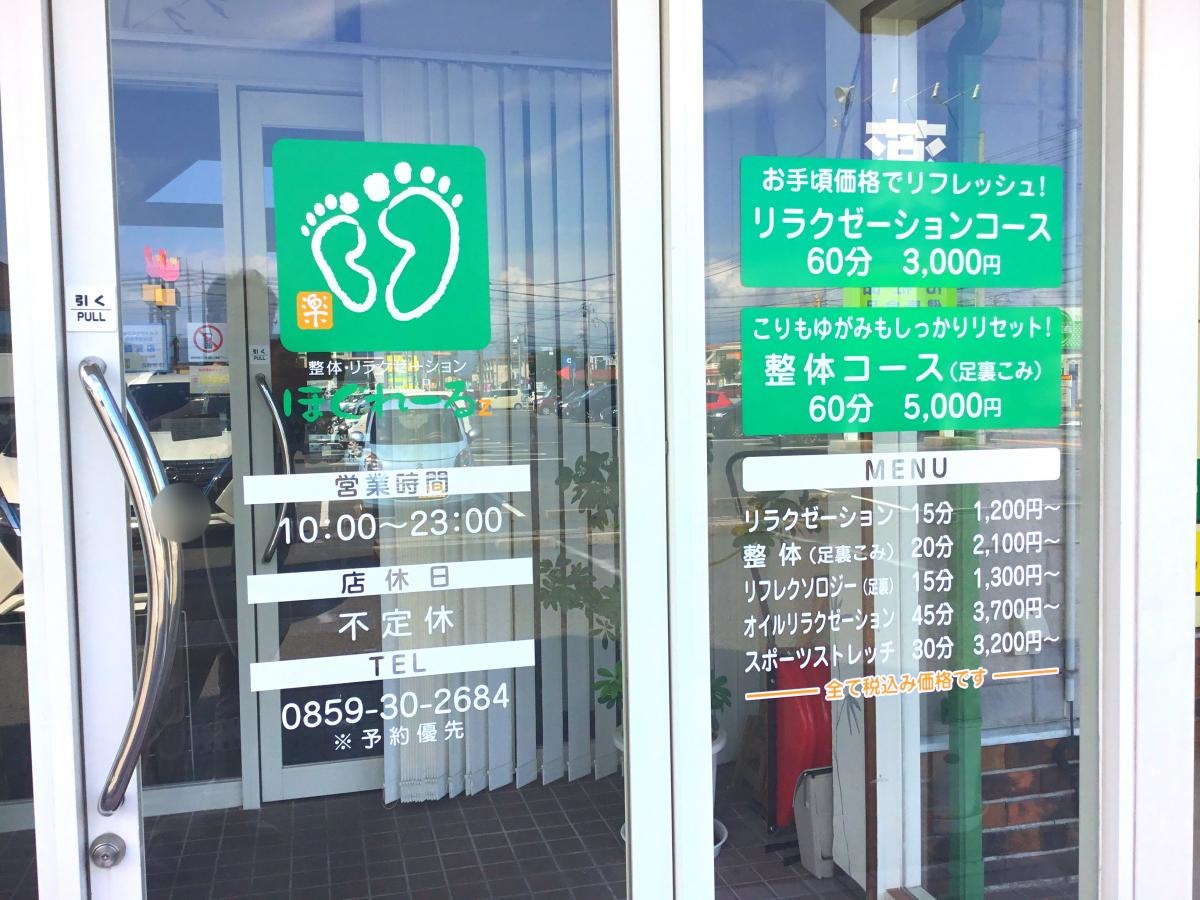 引く
PULL
楽
整体・リラクゼーション
ほぐれーる
営業時間
10:00～23:00
店休日
不定休
TEL
0859-30-2684
※予約優先
引く
PULL
お手頃価格でリフレッシュ!
リラクゼーションコース
60分 3,000円
こりもゆがみもしっかりリセット!
整体コース(足裏こみ)
60分 5,000円
MENU
リラクゼーション 15分 1,200円～
整体(足裏こみ) 20分 2,100円～
リフレクソロジー(足裏) 15分 1,300円～
オイルリラクゼーション 45分 3,700円～
スポーツストレッチ 30分 3,200円～
全て税込み価格です